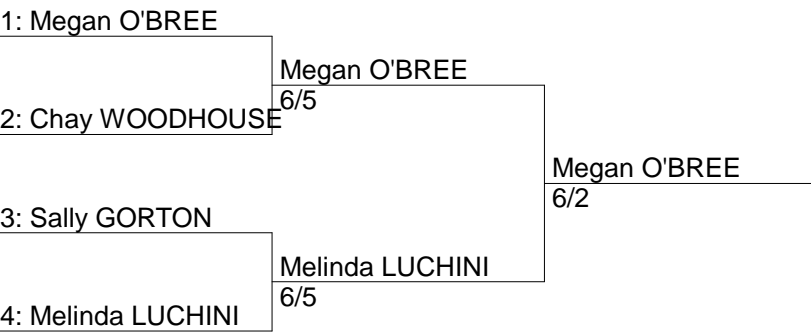 1: Megan O'BREE
Megan O'BREE
6/5
2: Chay WOODHOUSE
Megan O'BREE
6/2
3: Sally GORTON
Melinda LUCHINI
6/5
4: Melinda LUCHINI